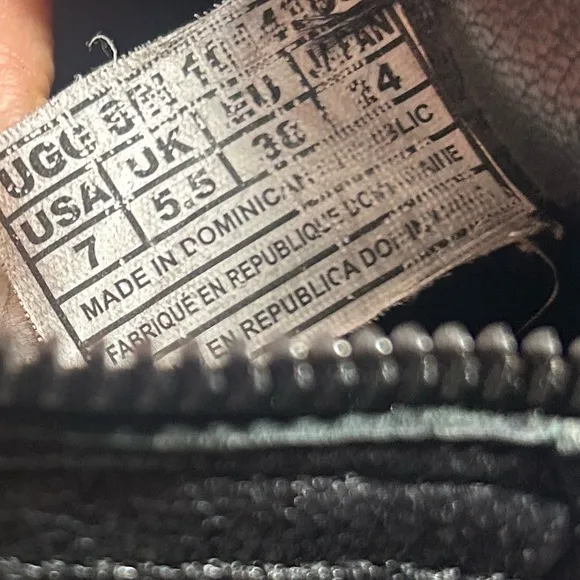 UGG S/N
USA UK EU JAPAN
7 5.5 38 24
MADE IN DOMINICAN REPUBLIC
FABRIQUÉ EN REPUBLIQUE DOMINICAINE
EN REPUBLICA